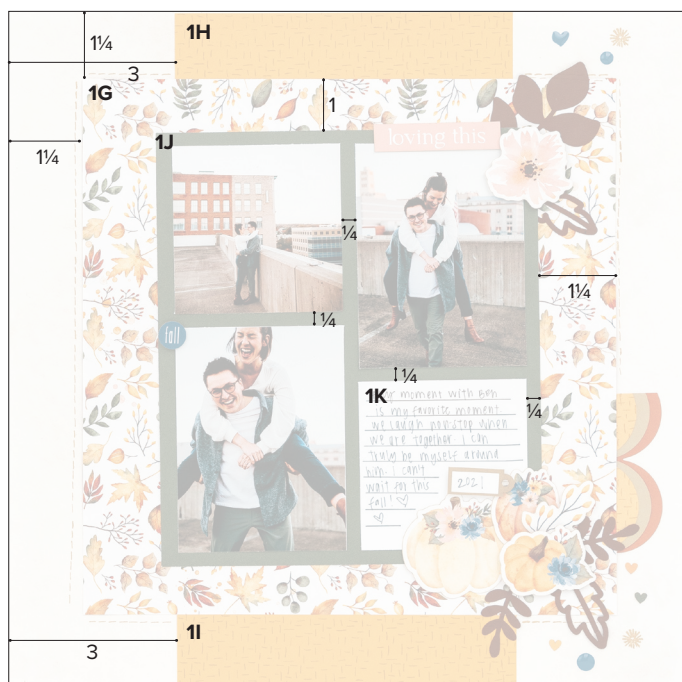 1H
1¼
3
1G
1
1J
loving this
1¼
¼
1¼
¼
fall
¼
1K
moment with Ben
is my favorite moment
we laugh nonstop when
we are together I can
truly be myself around
him. I can't
wait for this
fall! ♡
♡
¼
2021
1I
3